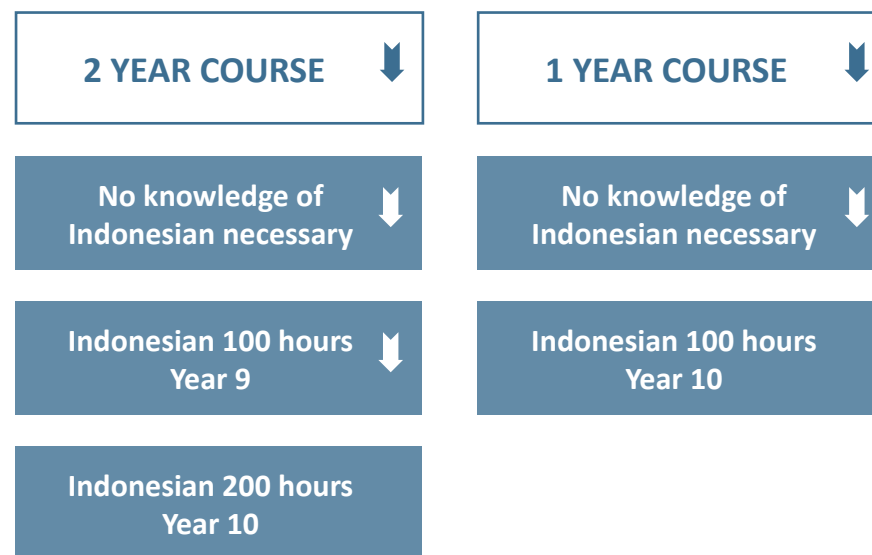 2 YEAR COURSE
No knowledge of
Indonesian necessary
Indonesian 100 hours
Year 9
Indonesian 200 hours
Year 10
1 YEAR COURSE
No knowledge of
Indonesian necessary
Indonesian 100 hours
Year 10